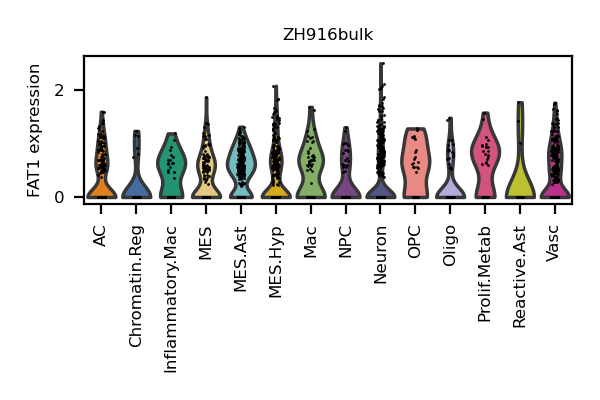 ZH916bulk
FAT1 expression
2
0
AC
Chromatin.Reg
Inflammatory.Mac
MES
MES.Ast
MES.Hyp
Mac
NPC
Neuron
OPC
Oligo
Prolif.Metab
Reactive.Ast
Vasc